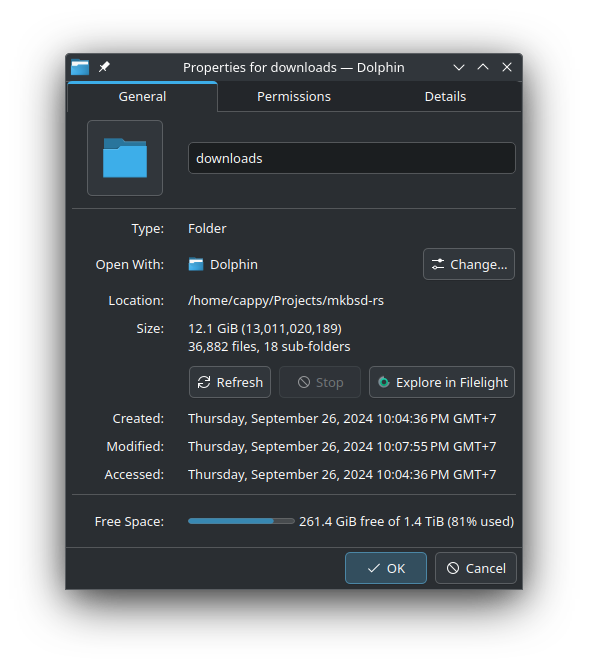 Properties for downloads — Dolphin
General Permissions Details
downloads
Type: Folder
Open With: Dolphin Change...
Location: /home/cappy/Projects/mkbsd-rs
Size: 12.1 GiB (13,011,020,189)
36,882 files, 18 sub-folders
Refresh Stop Explore in Filelight
Created: Thursday, September 26, 2024 10:04:36 PM GMT+7
Modified: Thursday, September 26, 2024 10:07:55 PM GMT+7
Accessed: Thursday, September 26, 2024 10:04:36 PM GMT+7
Free Space: 261.4 GiB free of 1.4 TiB (81% used)
OK Cancel